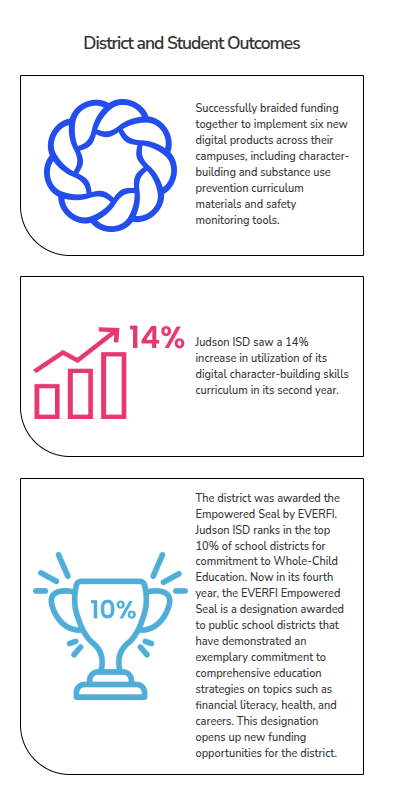 District and Student Outcomes
Successfully braided funding
together to implement six new
digital products across their
campuses, including character-
building and substance use
prevention curriculum
materials and safety
monitoring tools.
14%
Judson ISD saw a 14%
increase in utilization of its
digital character-building skills
curriculum in its second year.
10%
The district was awarded the
Empowered Seal by EVERFI.
Judson ISD ranks in the top
10% of school districts for
commitment to Whole-Child
Education. Now in its fourth
year, the EVERFI Empowered
Seal is a designation awarded
to public school districts that
have demonstrated an
exemplary commitment to
comprehensive education
strategies on topics such as
financial literacy, health, and
careers. This designation
opens up new funding
opportunities for the district.